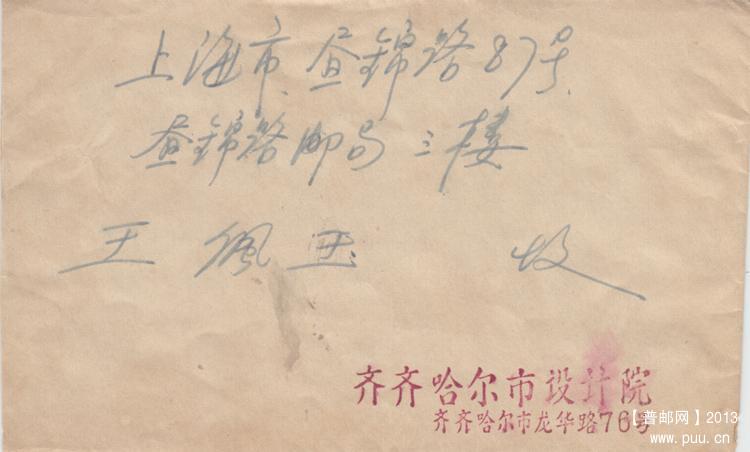 上海市昼锦路87号
昼锦路邮局三楼
王佩玉 收
齐齐哈尔市设计院
齐齐哈尔市龙华路76号
【普邮网】2013
www.puu.cn